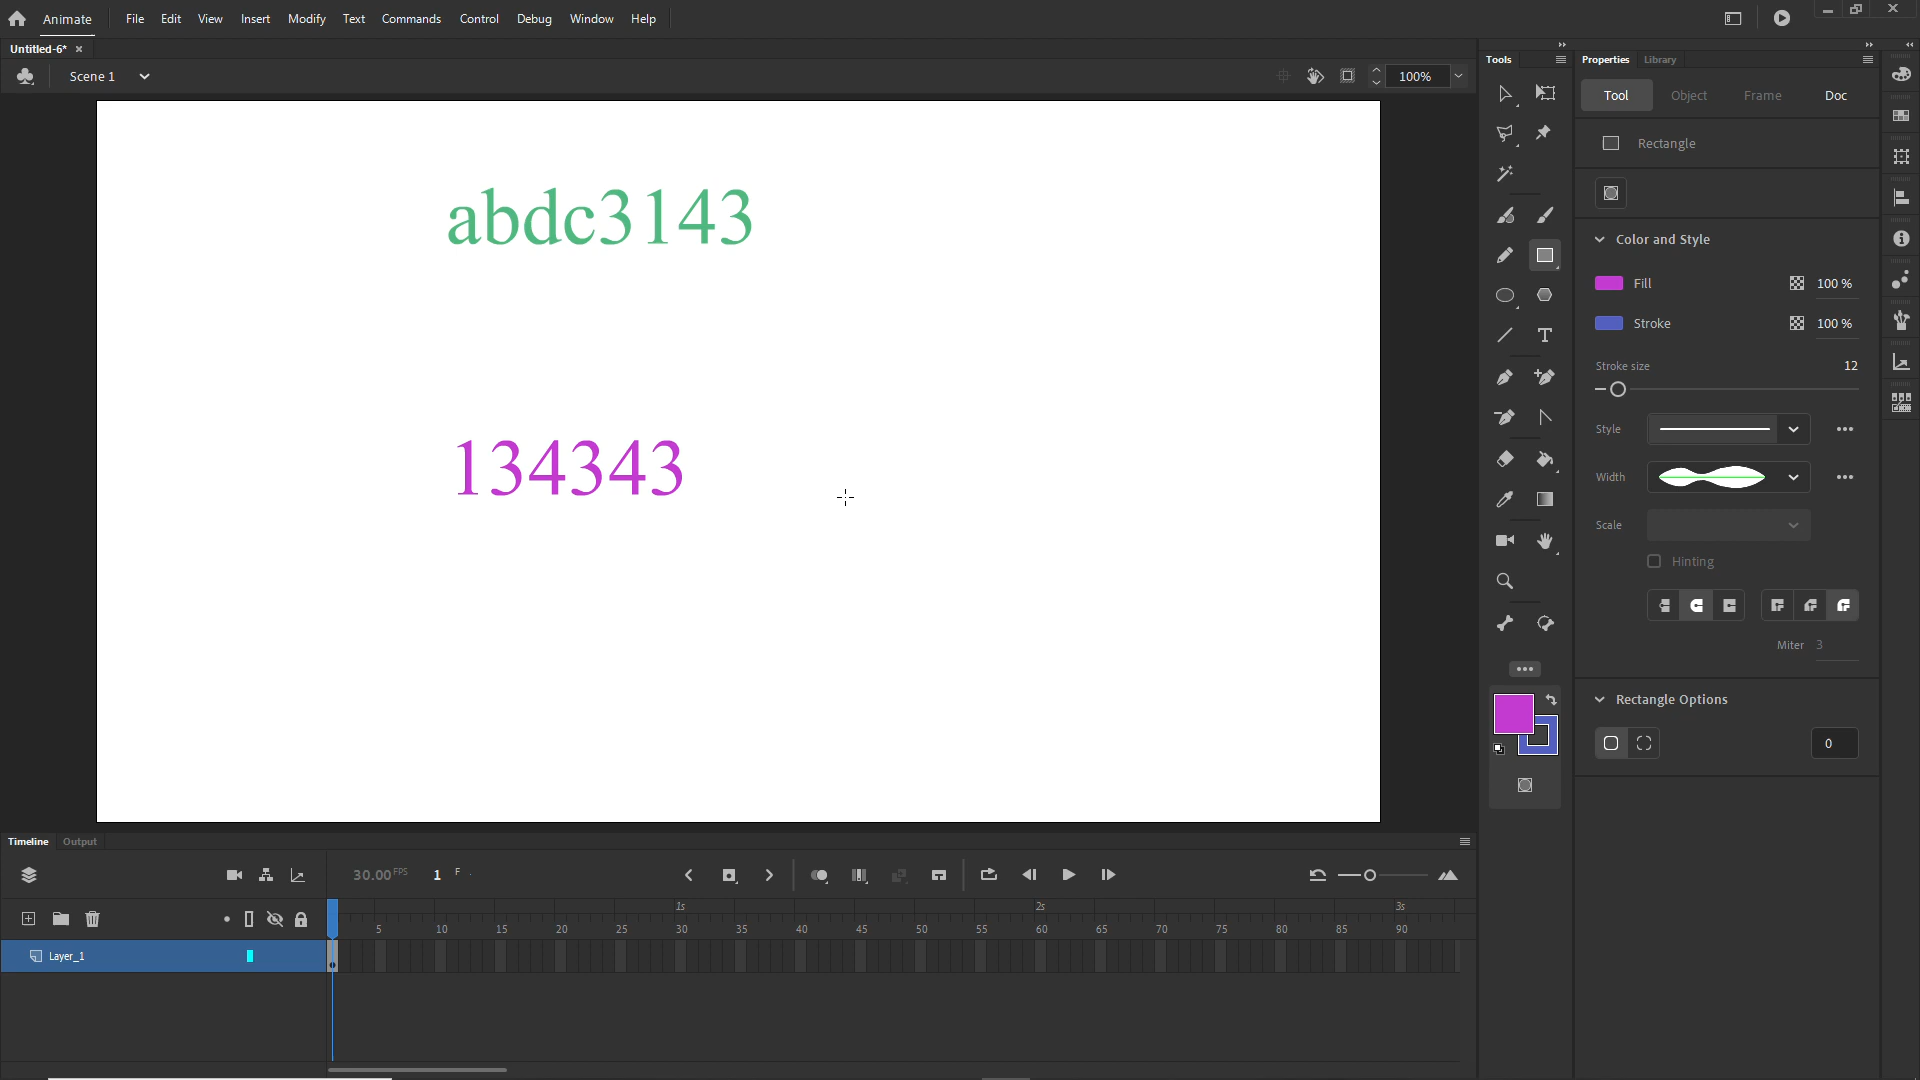 Animate File Edit View Insert Modify Text Commands Control Debug Window Help
Untitled-6*
Scene 1 100%
abdc3143
134343
Tools
Properties Library
Tool Object Frame Doc
Rectangle
Color and Style
Fill 100 %
Stroke 100 %
Stroke size 12
Style
Width
Scale
Hinting
Miter 3
Rectangle Options
0
Timeline Output
30.00 FPS 1 F
1s 2s 3s
5 10 15 20 25 30 35 40 45 50 55 60 65 70 75 80 85 90
Layer_1